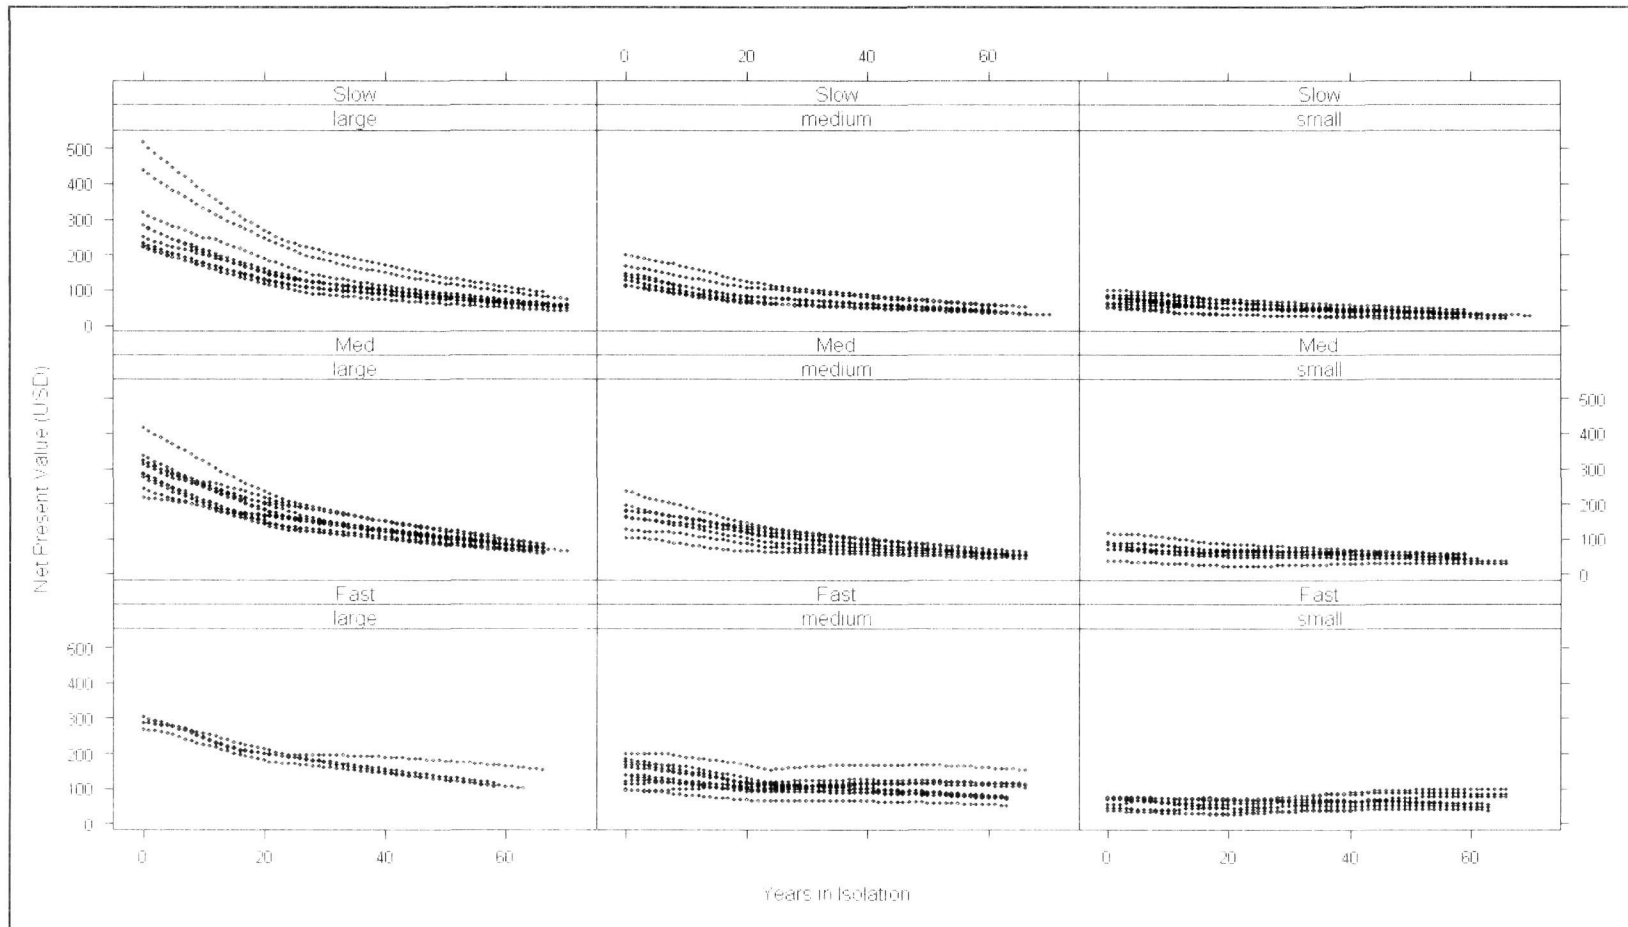 0 20 40 60
Slow Slow Slow
large medium small
500
400
300
200
100
0
Med Med Med
large medium small
500
400
300
200
100
0
Net Present Value (USD)
Fast Fast Fast
large medium small
500
400
300
200
100
0
0 20 40 60 0 20 40 60
Years in Isolation